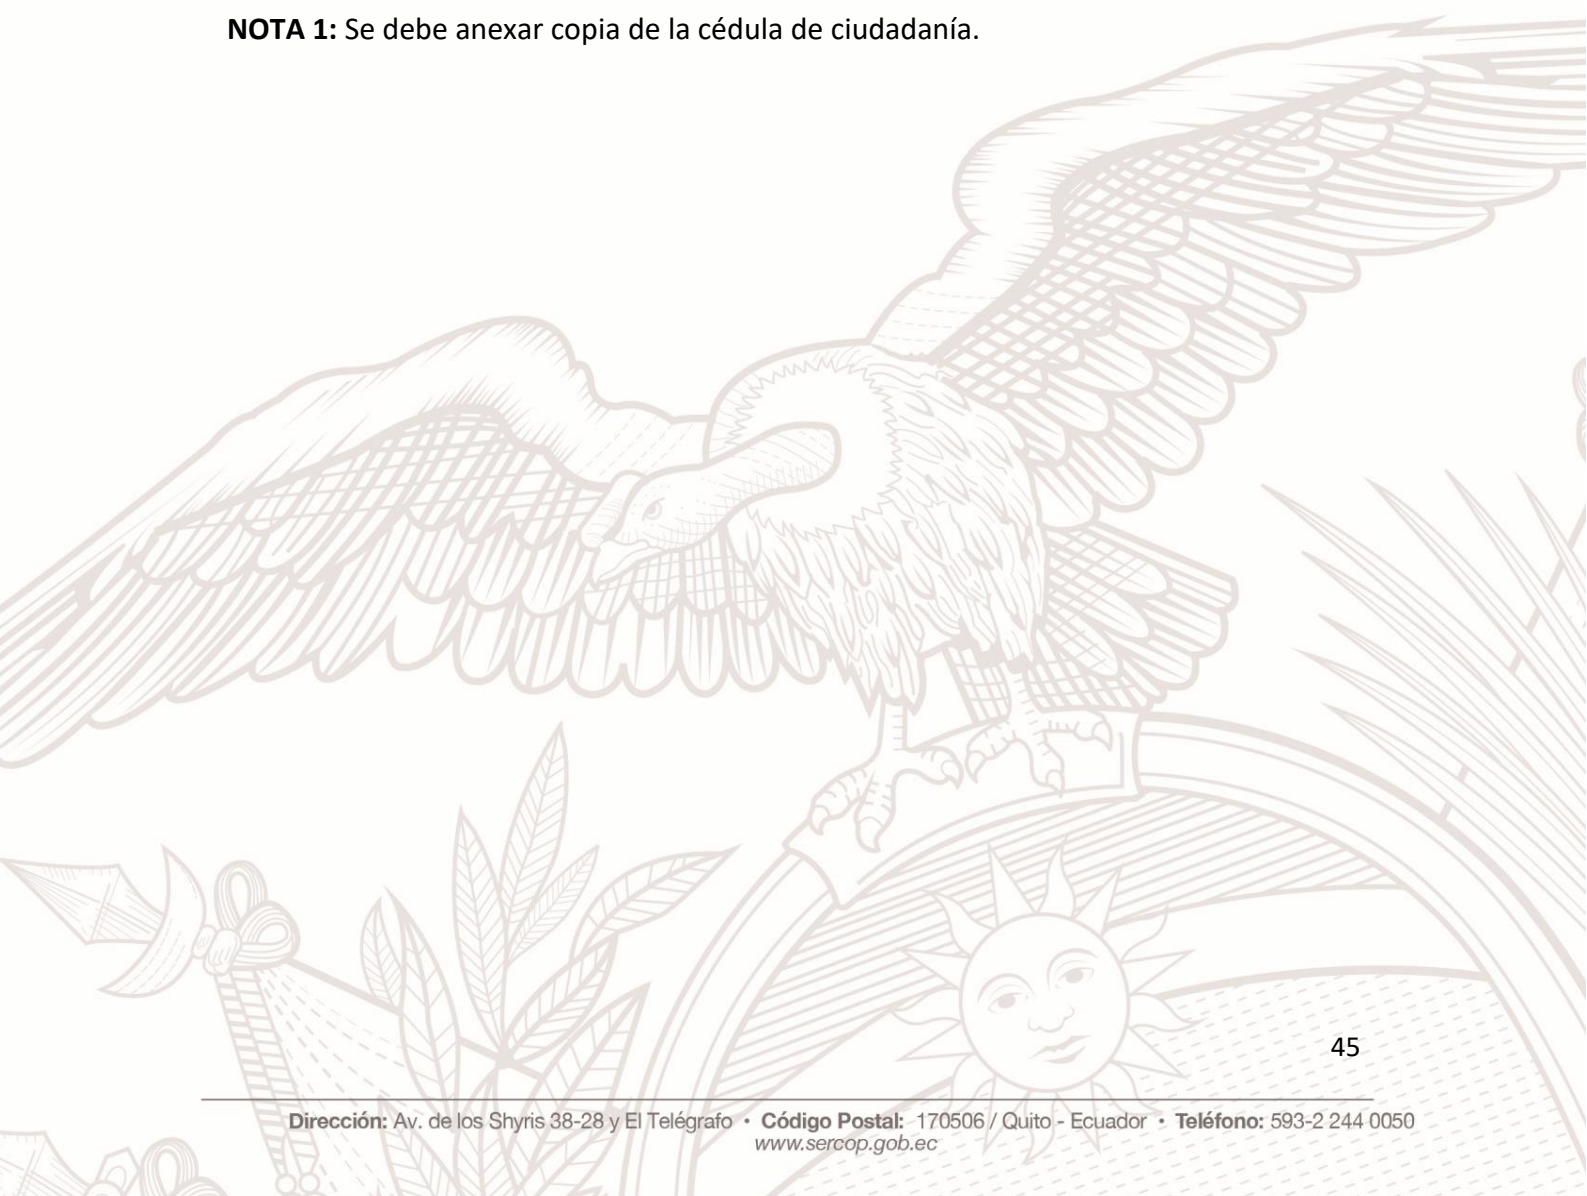 NOTA 1: Se debe anexar copia de la cédula de ciudadanía.
45
Dirección: Av. de los Shyris 38-28 y El Telégrafo • Código Postal: 170506 / Quito - Ecuador • Teléfono: 593-2 244 0050
www.sercop.gob.ec